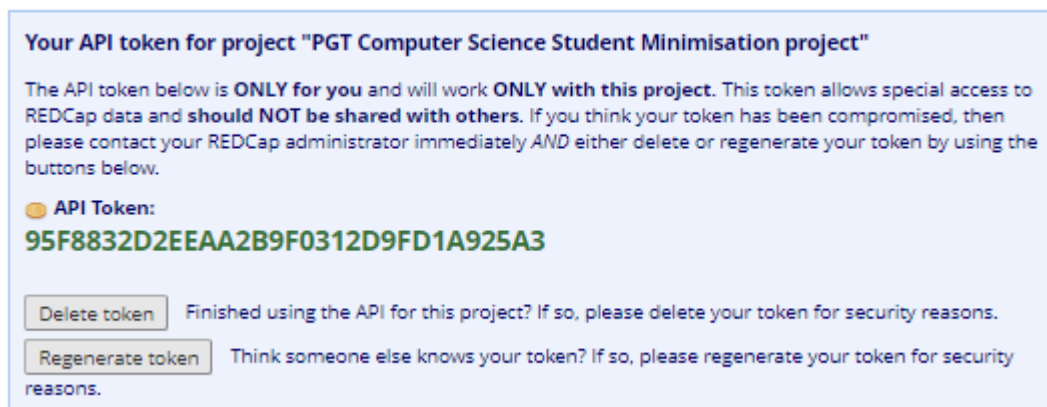 Your API token for project "PGT Computer Science Student Minimisation project"
The API token below is ONLY for you and will work ONLY with this project. This token allows special access to
REDCap data and should NOT be shared with others. If you think your token has been compromised, then
please contact your REDCap administrator immediately AND either delete or regenerate your token by using the
buttons below.
API Token:
95F8832D2EEAA2B9F0312D9FD1A925A3
Delete token Finished using the API for this project? If so, please delete your token for security reasons.
Regenerate token Think someone else knows your token? If so, please regenerate your token for security
reasons.